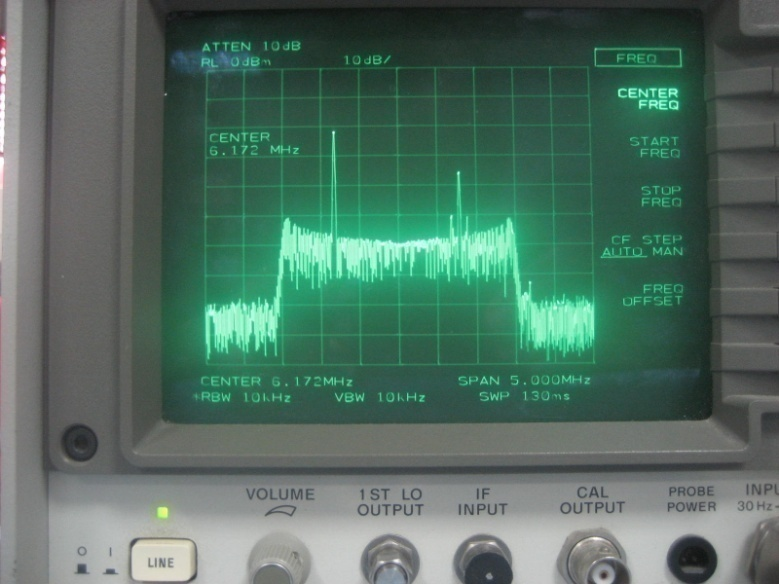 ATTEN 10dB
RL 0dBm 10dB/
FREQ
CENTER
FREQ
CENTER
6.172 MHz
START
FREQ
STOP
FREQ
CF STEP
AUTO MAN
FREQ
OFFSET
CENTER 6.172MHz SPAN 5.000MHz
*RBW 10kHz VBW 10kHz SWP 130ms
VOLUME
1ST LO
OUTPUT
IF
INPUT
CAL
OUTPUT
PROBE
POWER
INPU
30Hz-
O I
LINE